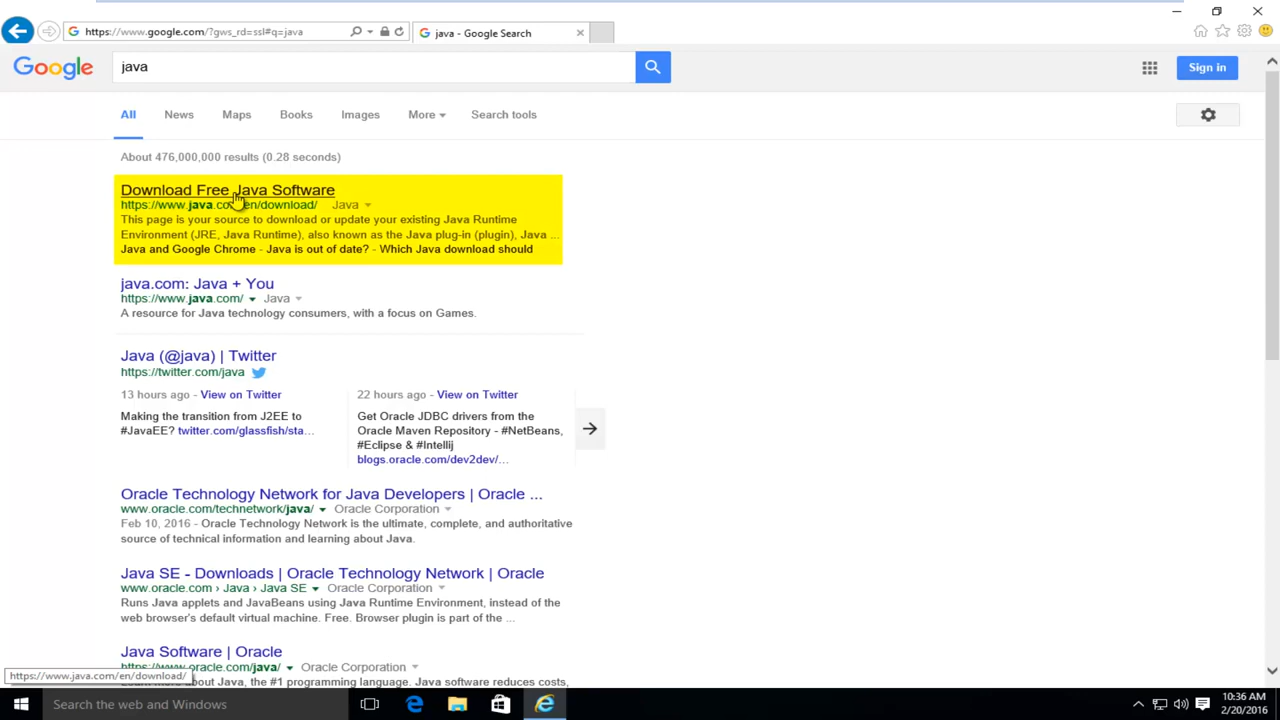 https://www.google.com/?gws_rd=ssl#q=java
java - Google Search
Google
java
Sign in
All
News
Maps
Books
Images
More
Search tools
About 476,000,000 results (0.28 seconds)
Download Free Java Software
https://www.java.co en/download/ Java
This page is your source to download or update your existing Java Runtime
Environment (JRE, Java Runtime), also known as the Java plug-in (plugin), Java ...
Java and Google Chrome - Java is out of date? - Which Java download should
java.com: Java + You
https://www.java.com/ Java
A resource for Java technology consumers, with a focus on Games.
Java (@java) | Twitter
https://twitter.com/java
13 hours ago - View on Twitter
Making the transition from J2EE to
#JavaEE? twitter.com/glassfish/sta...
22 hours ago - View on Twitter
Get Oracle JDBC drivers from the
Oracle Maven Repository - #NetBeans,
#Eclipse & #Intellij
blogs.oracle.com/dev2dev/...
Oracle Technology Network for Java Developers | Oracle ...
www.oracle.com/technetwork/java/ Oracle Corporation
Feb 10, 2016 - Oracle Technology Network is the ultimate, complete, and authoritative
source of technical information and learning about Java.
Java SE - Downloads | Oracle Technology Network | Oracle
www.oracle.com › Java › Java SE Oracle Corporation
Runs Java applets and JavaBeans using Java Runtime Environment, instead of the
web browser's default virtual machine. Free. Browser plugin is part of the ...
Java Software | Oracle
https://www.oracle.com/java/ Oracle Corporation
Learn more about Java, the #1 programming language. Java software reduces costs,
https://www.java.com/en/download/
Search the web and Windows
10:36 AM
2/20/2016